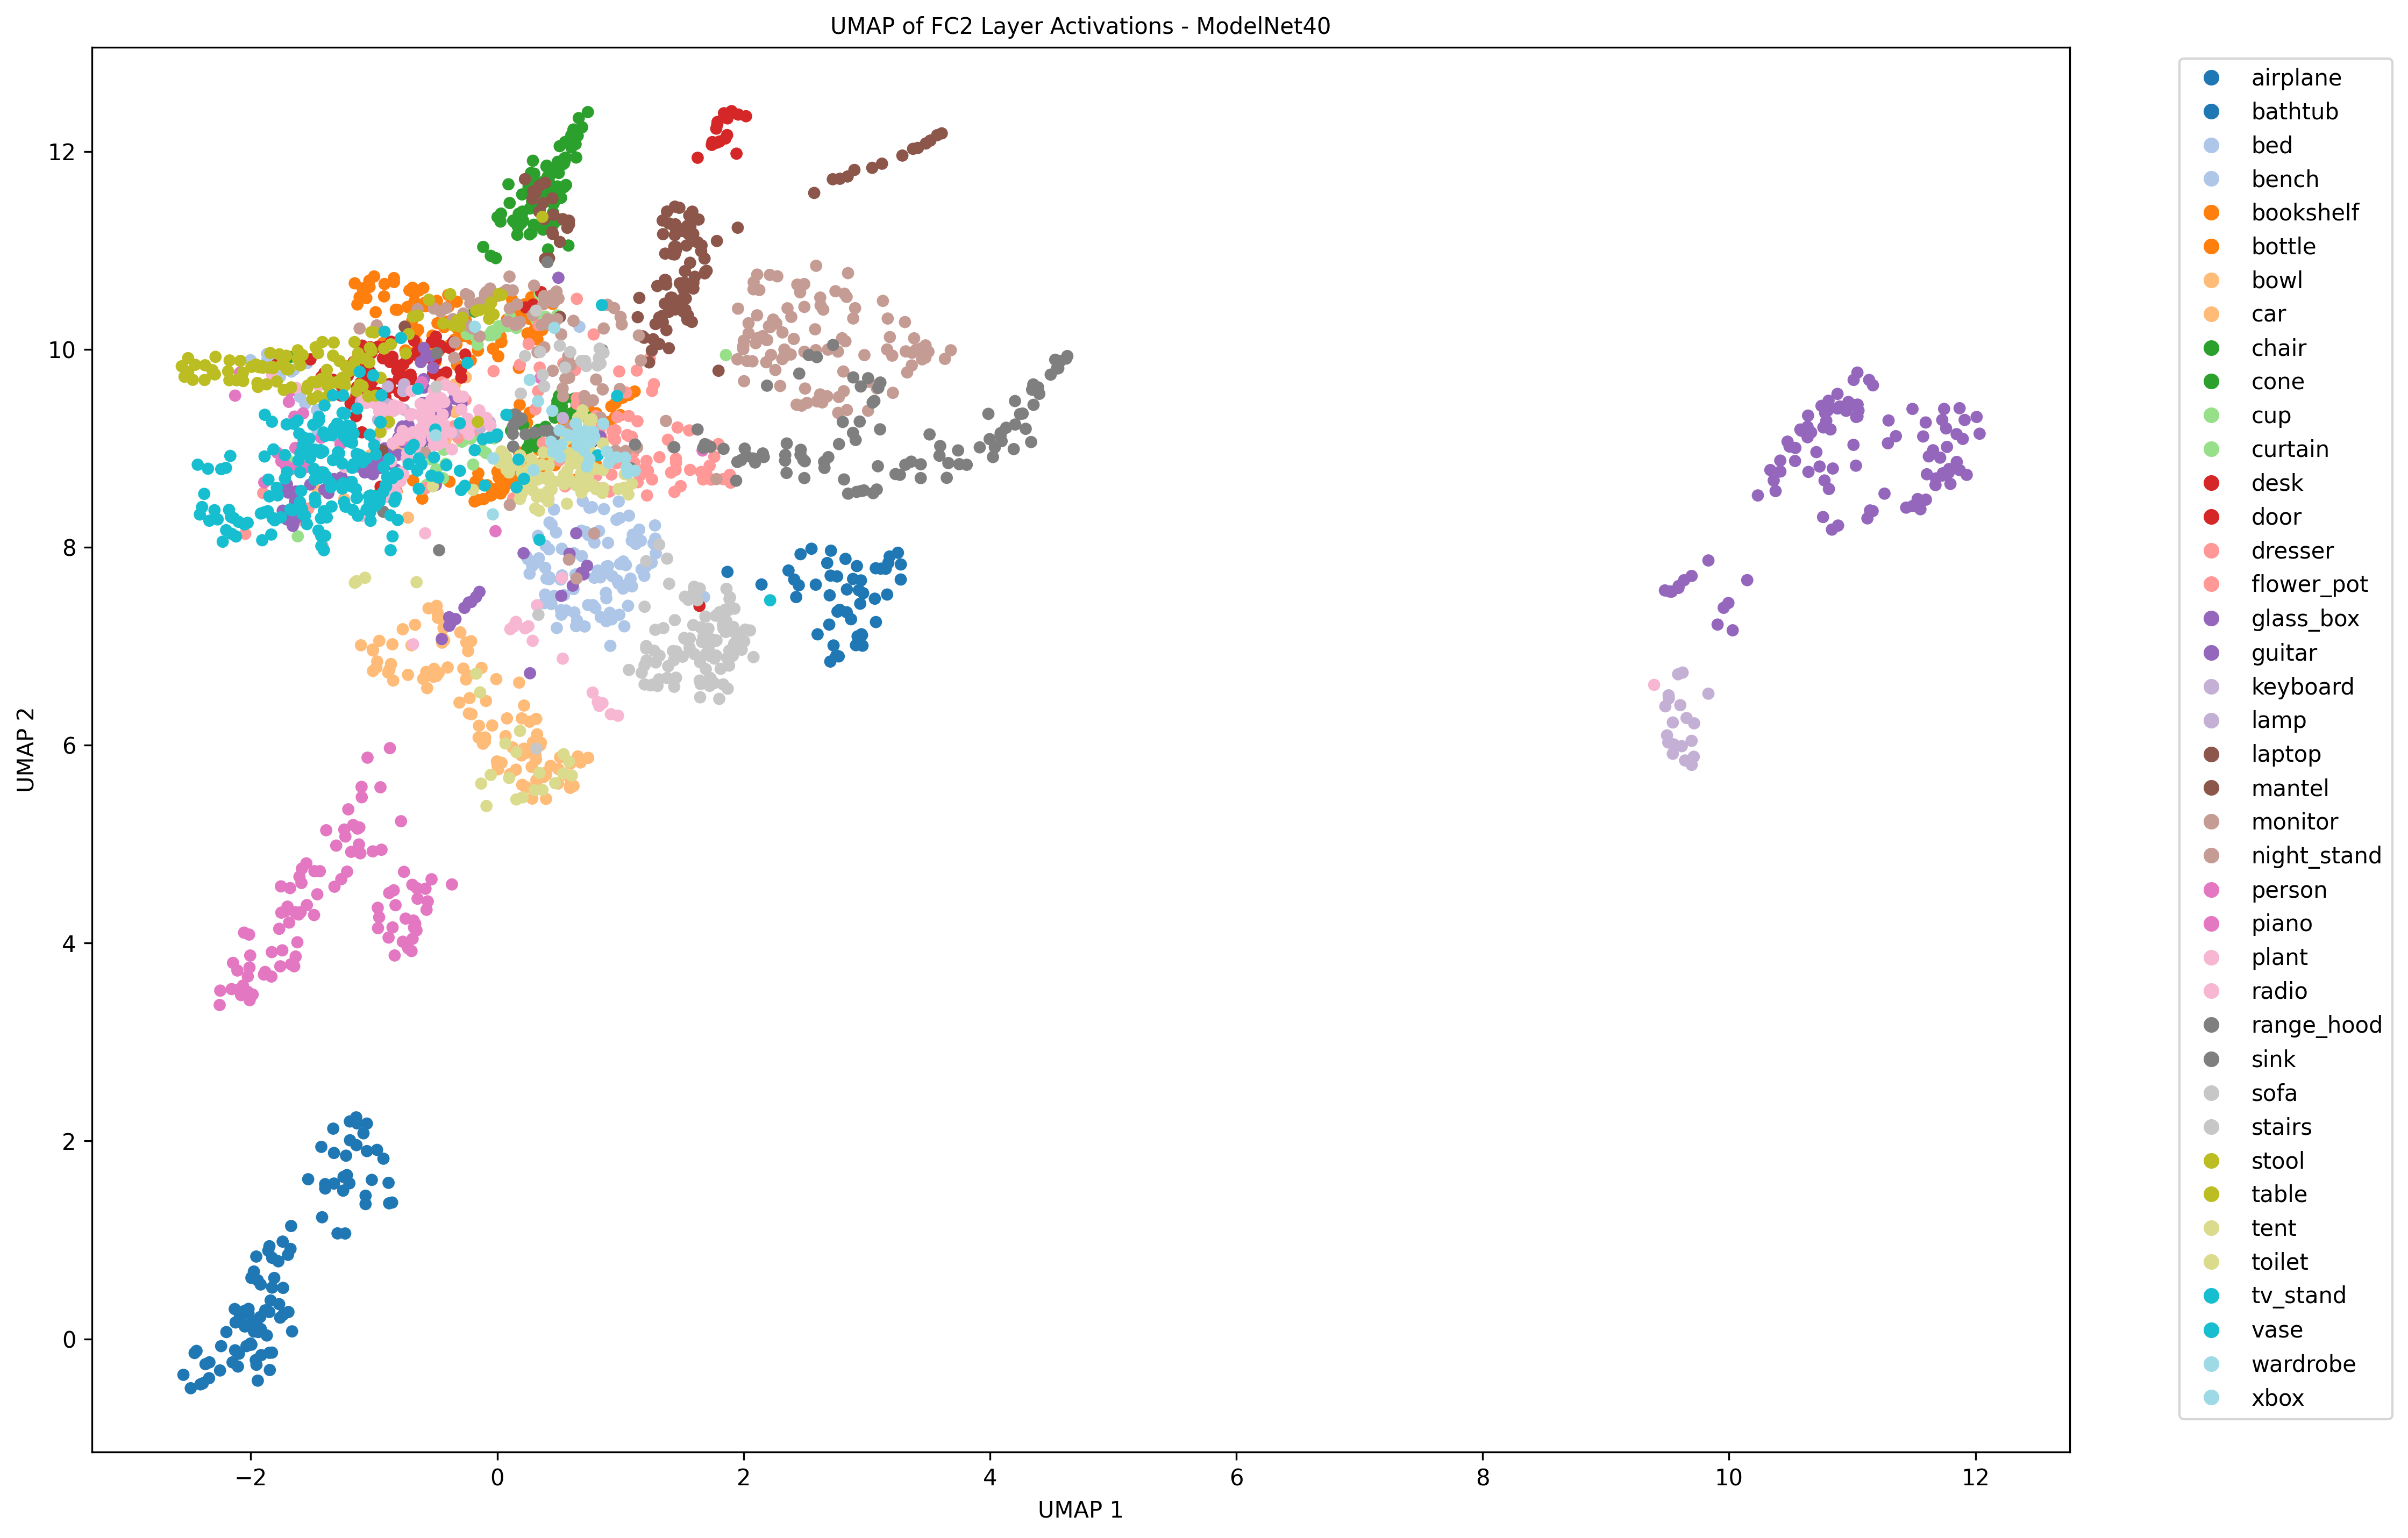 UMAP of FC2 Layer Activations - ModelNet40
12
10
8
6
4
2
0
UMAP 2
−2
0
2
4
6
8
10
12
UMAP 1
airplane
bathtub
bed
bench
bookshelf
bottle
bowl
car
chair
cone
cup
curtain
desk
door
dresser
flower_pot
glass_box
guitar
keyboard
lamp
laptop
mantel
monitor
night_stand
person
piano
plant
radio
range_hood
sink
sofa
stairs
stool
table
tent
toilet
tv_stand
vase
wardrobe
xbox